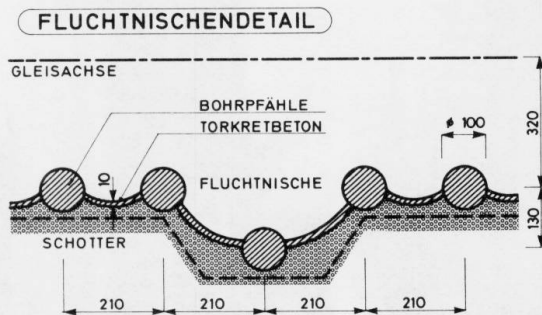 FLUCHTNISCHENDETAIL
GLEISACHSE
BOHRPFÄHLE
TORKRETBETON
ø 100
320
10
FLUCHTNISCHE
130
SCHOTTER
210 210 210 210